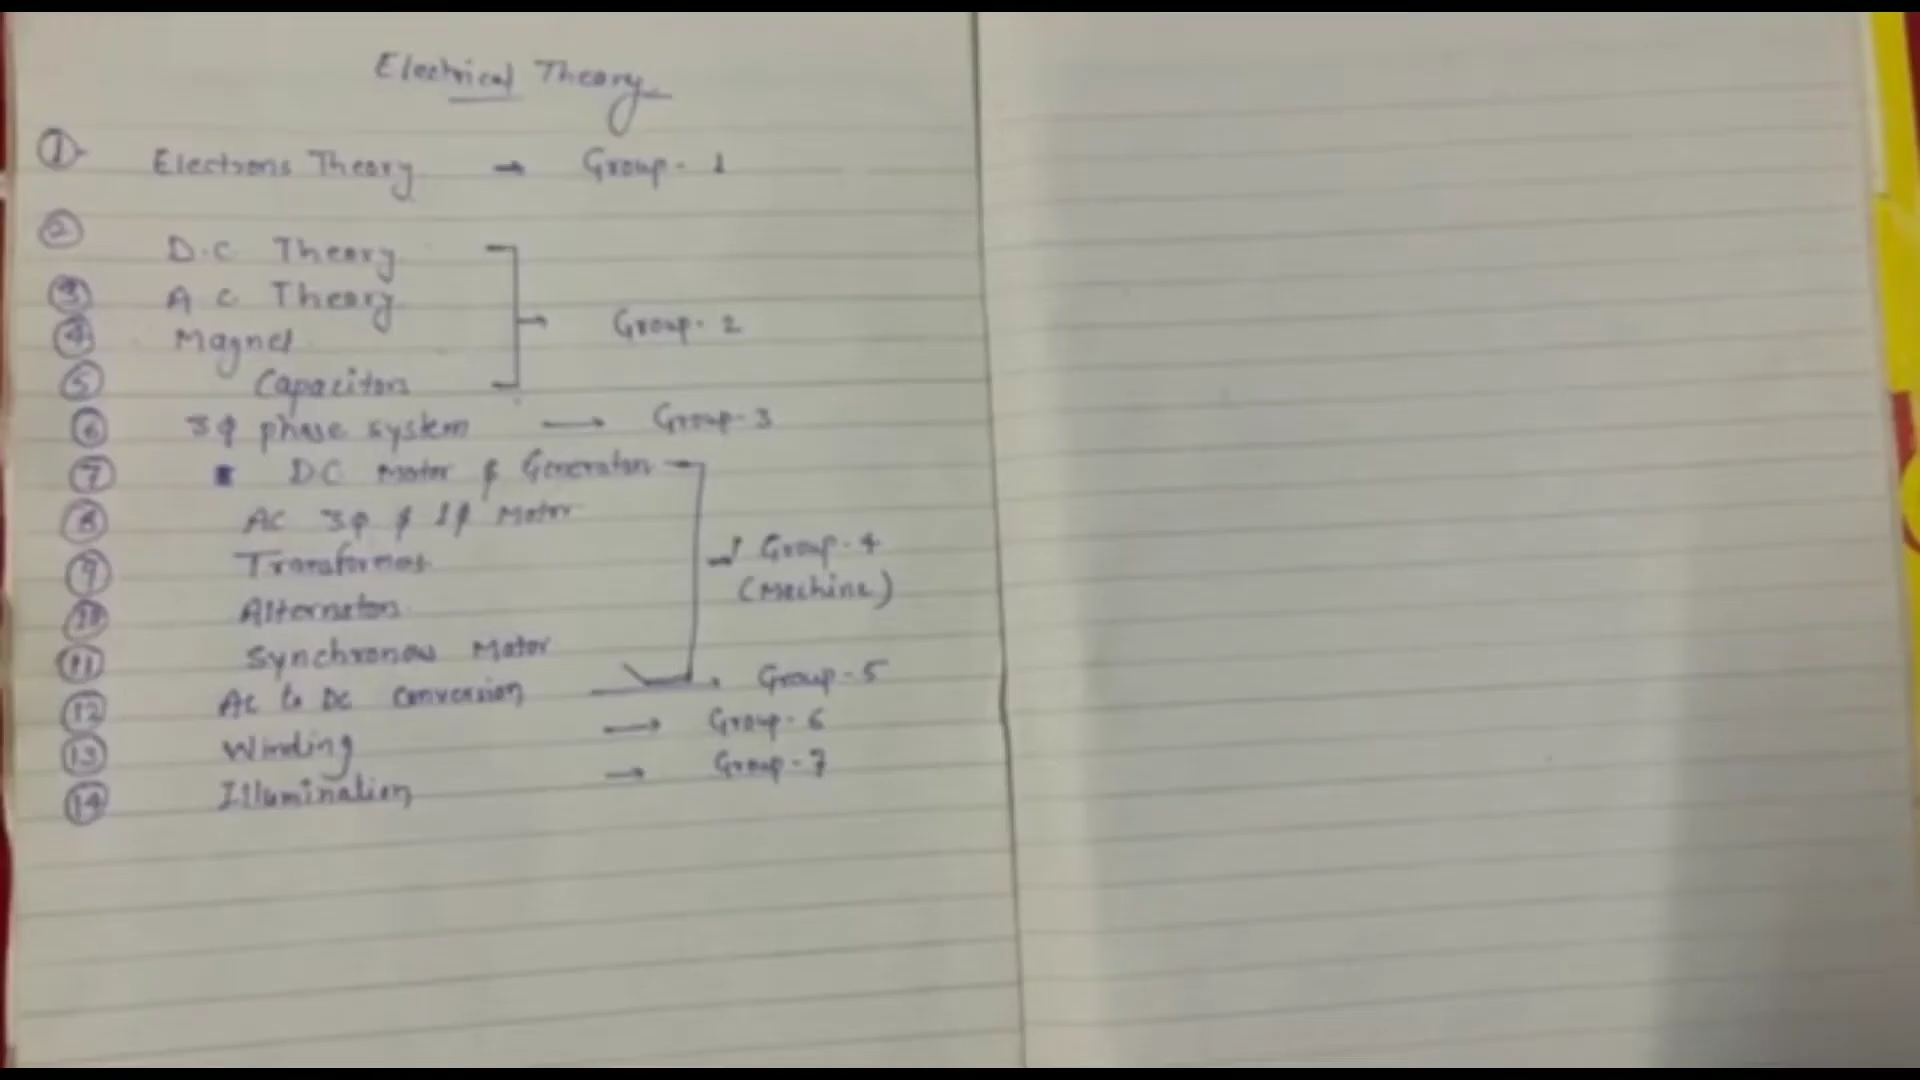 Electrical Theory
① Electrons Theory → Group - 1
② D.C Theory
③ A C Theory
④ Magnet
→ Group - 2
⑤ Capacitors
⑥ 3φ phase system → Group - 3
⑦ DC Motor & Generator
⑧ AC 3φ & 1φ Motor
⑨ Transformer
→ Group - 4
(Machine)
⑩ Alternators
⑪ Synchronous Motor
⑫ AC to DC Conversion → Group - 5
⑬ Winding → Group - 6
⑭ Illumination → Group - 7